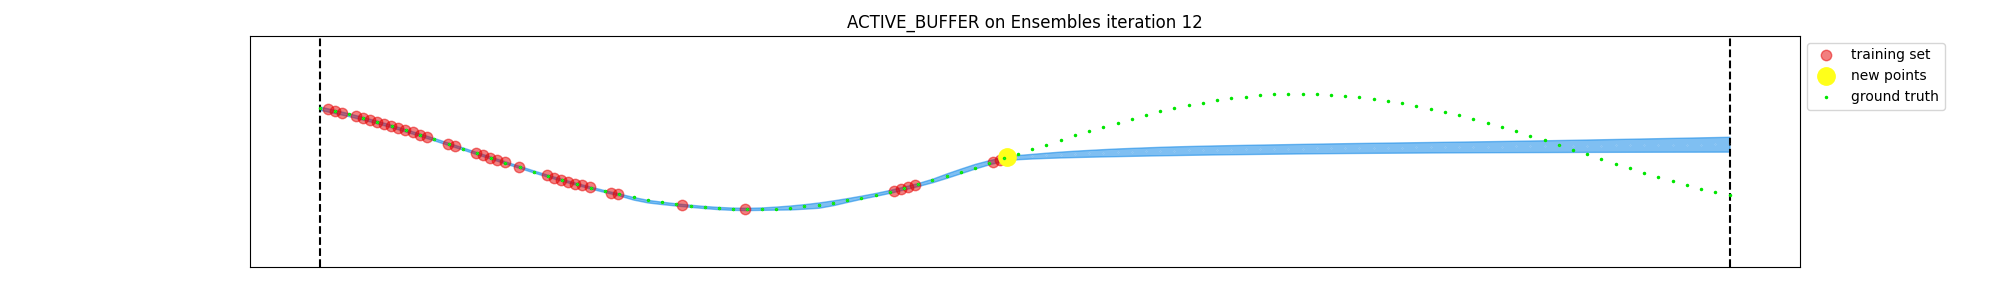 ACTIVE_BUFFER on Ensembles iteration 12
training set
new points
ground truth